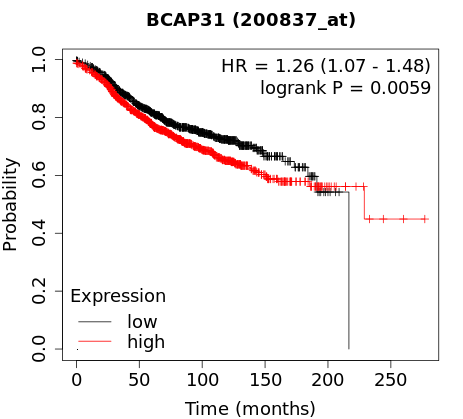 BCAP31 (200837_at)
HR = 1.26 (1.07 - 1.48)
logrank P = 0.0059
Probability
1.0
0.8
0.6
0.4
0.2
0.0
Expression
low
high
0 50 100 150 200 250
Time (months)